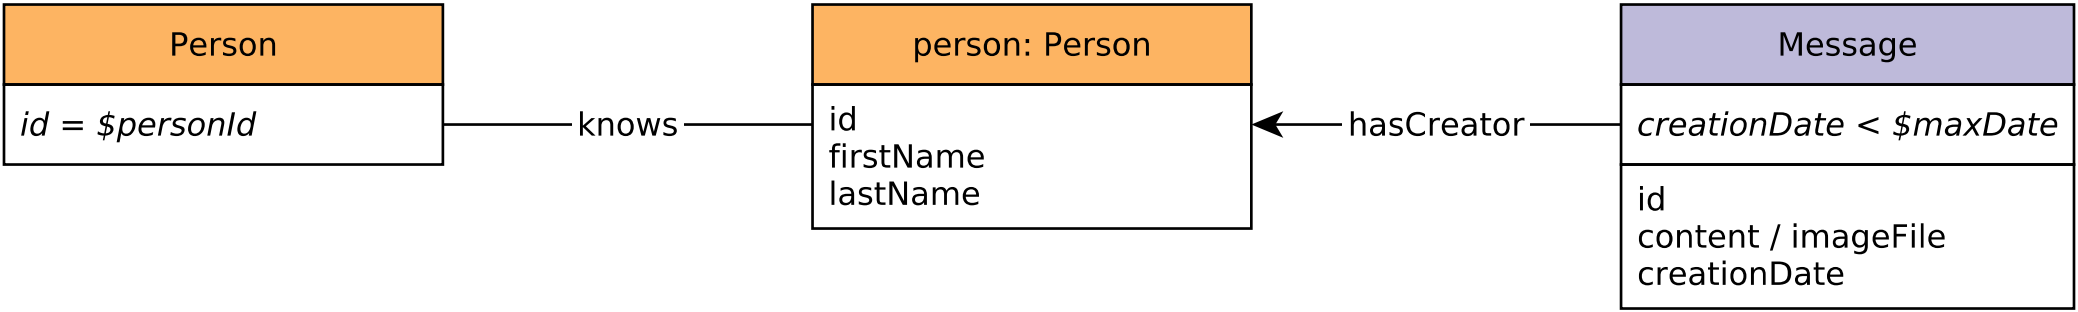 Person
id = $personId
knows
person: Person
id
firstName
lastName
hasCreator
Message
creationDate < $maxDate
id
content / imageFile
creationDate